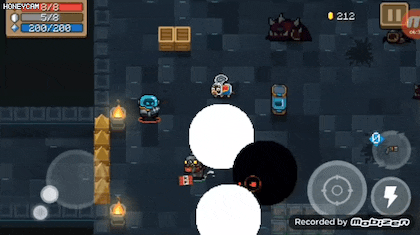 HONEYCAM
8/8
5/8
200/200
212
Recorded by MobiZen